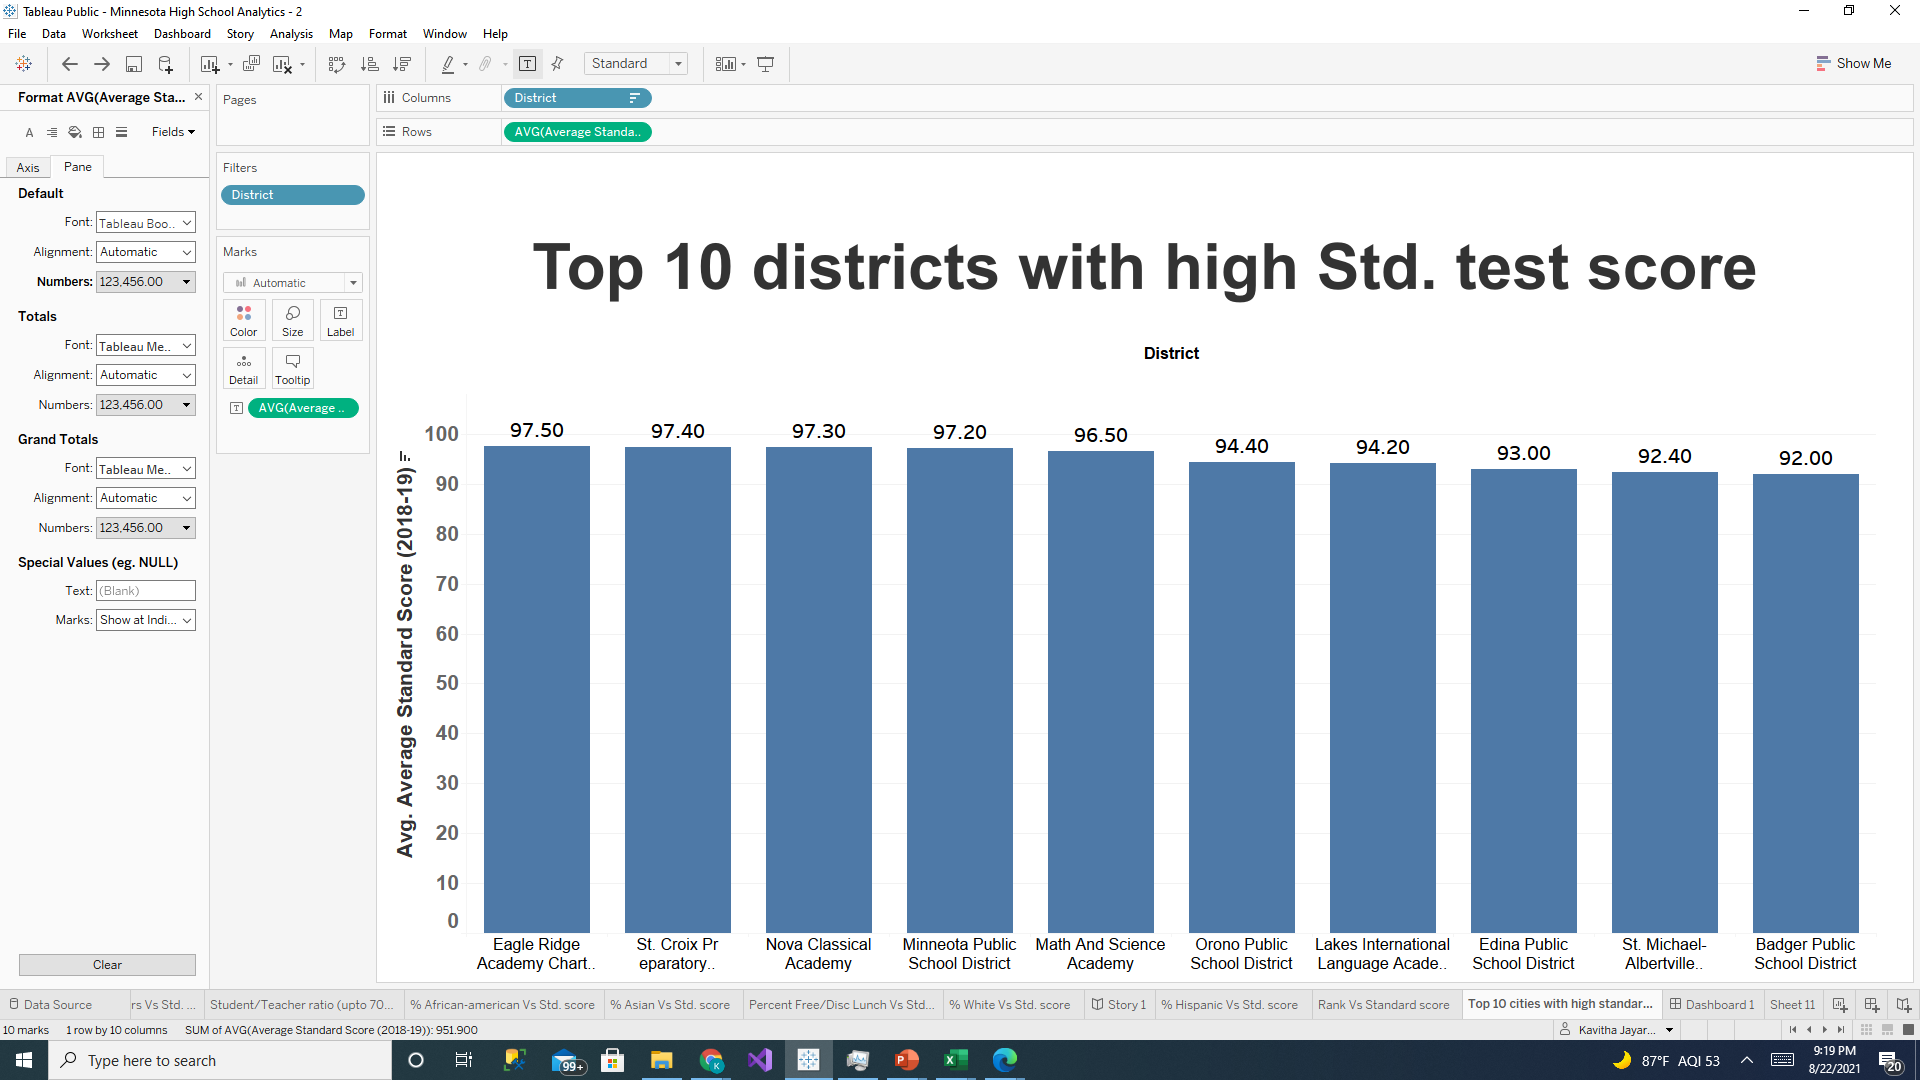 Tableau Public - Minnesota High School Analytics - 2
File Data Worksheet Dashboard Story Analysis Map Format Window Help
Standard
Show Me
Format AVG(Average Sta...
Fields
Axis Pane
Default
Font: Tableau Boo..
Alignment: Automatic
Numbers: 123,456.00
Totals
Font: Tableau Me..
Alignment: Automatic
Numbers: 123,456.00
Grand Totals
Font: Tableau Me..
Alignment: Automatic
Numbers: 123,456.00
Special Values (eg. NULL)
Text: (Blank)
Marks: Show at Indi...
Clear
Pages
Filters
District
Marks
Automatic
Color Size Label
Detail Tooltip
AVG(Average ..
Columns District
Rows AVG(Average Standa..
Top 10 districts with high Std. test score
District
Avg. Average Standard Score (2018-19)
100
90
80
70
60
50
40
30
20
10
0
97.50 97.40 97.30 97.20 96.50 94.40 94.20 93.00 92.40 92.00
Eagle Ridge
Academy Chart..
St. Croix Pr
eparatory..
Nova Classical
Academy
Minneota Public
School District
Math And Science
Academy
Orono Public
School District
Lakes International
Language Acade..
Edina Public
School District
St. Michael-
Albertville..
Badger Public
School District
Data Source rs Vs Std. ... Student/Teacher ratio (upto 70... % African-american Vs Std. score % Asian Vs Std. score Percent Free/Disc Lunch Vs Std... % White Vs Std. score Story 1 % Hispanic Vs Std. score Rank Vs Standard score Top 10 cities with high standar... Dashboard 1 Sheet 11
10 marks 1 row by 10 columns SUM of AVG(Average Standard Score (2018-19)): 951.900 Kavitha Jayar...
Type here to search
99+
87°F AQI 53
9:19 PM
8/22/2021
20